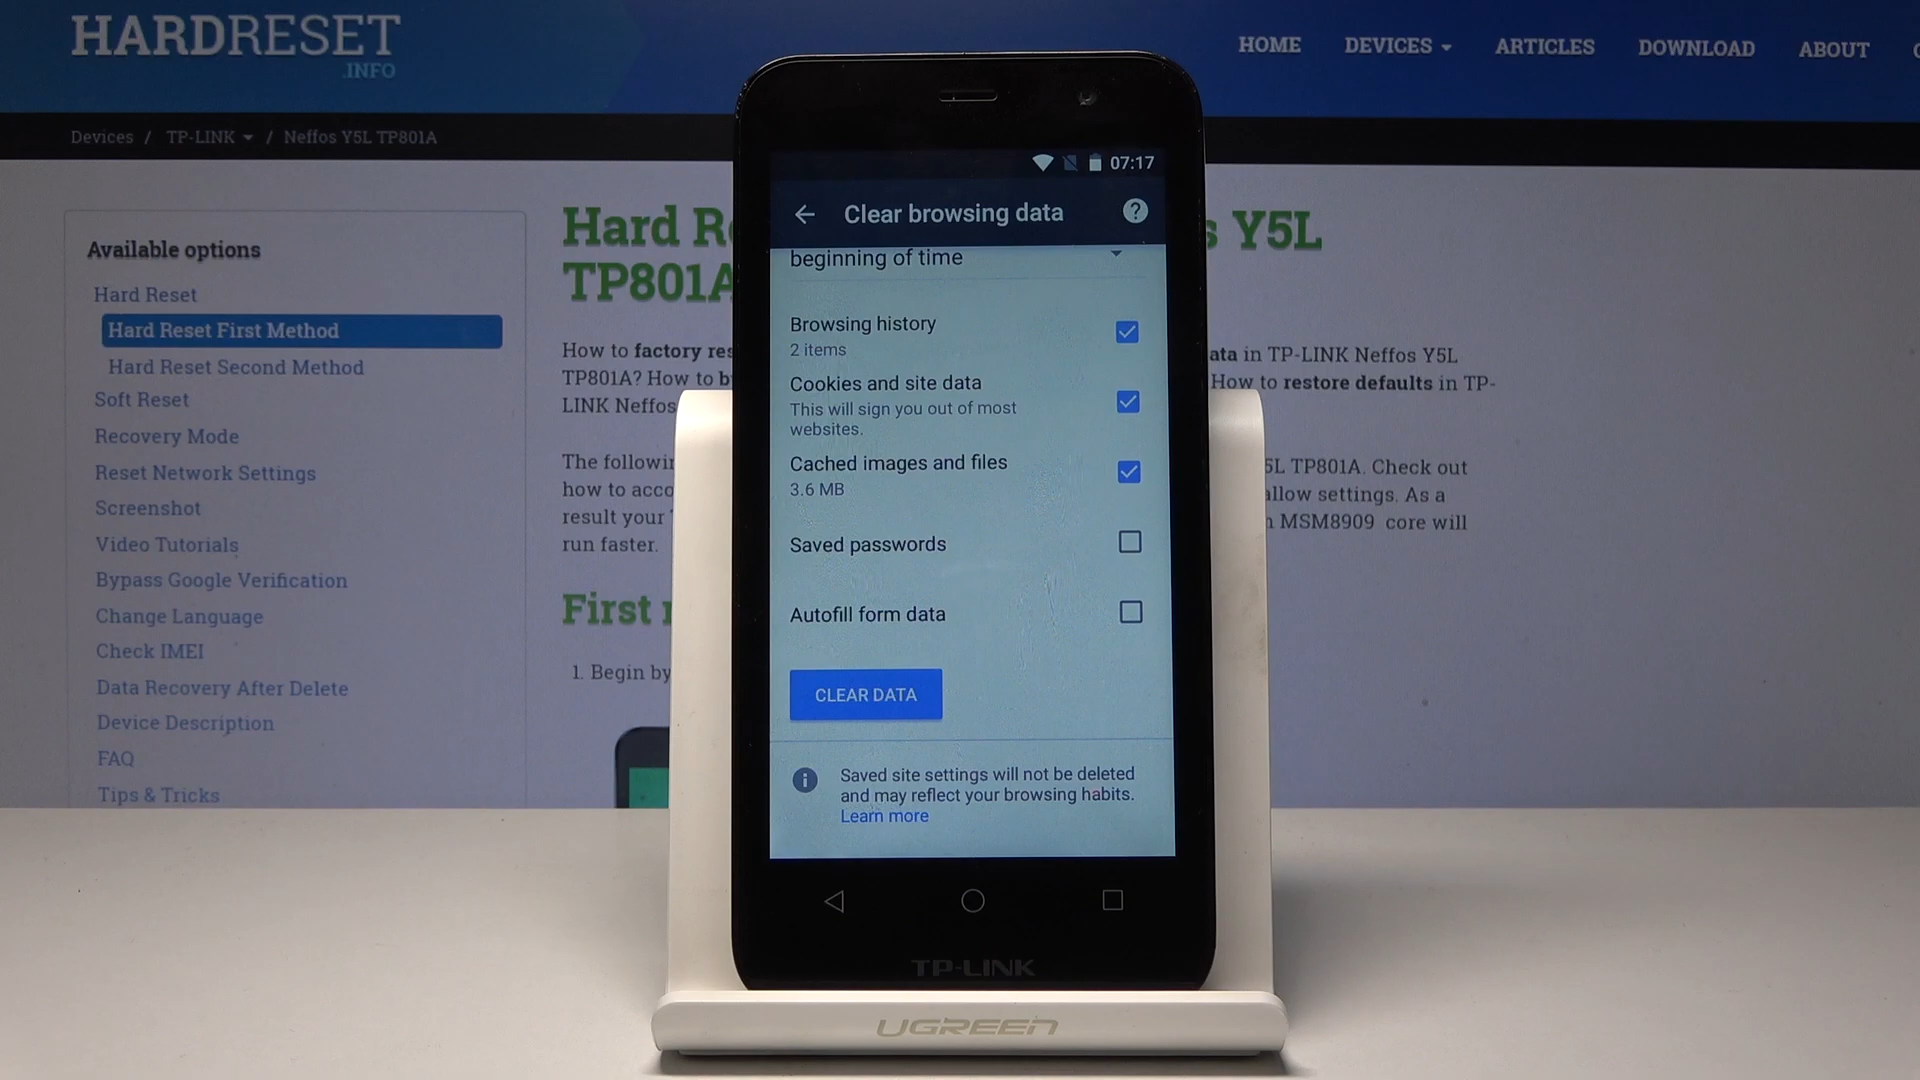 HARDRESET
.INFO
HOME DEVICES ARTICLES DOWNLOAD ABOUT
Devices / TP-LINK / Neffos Y5L TP801A
Available options
Hard Reset
Hard Reset First Method
Hard Reset Second Method
Soft Reset
Recovery Mode
Reset Network Settings
Screenshot
Video Tutorials
Bypass Google Verification
Change Language
Check IMEI
Data Recovery After Delete
Device Description
FAQ
Tips & Tricks
Hard Y5L
TP801A
How to factory in TP-LINK Neffos Y5L
TP801A? How to How to restore defaults in TP-
LINK Neffos
The TP801A. Check out
how to settings. As a
result your MSM8909 core will
run faster.
First
1. Begin by
07:17
Clear browsing data
beginning of time
Browsing history
2 items
Cookies and site data
This will sign you out of most
websites.
Cached images and files
3.6 MB
Saved passwords
Autofill form data
CLEAR DATA
Saved site settings will not be deleted
and may reflect your browsing habits.
Learn more
TP-LINK
UGREEN